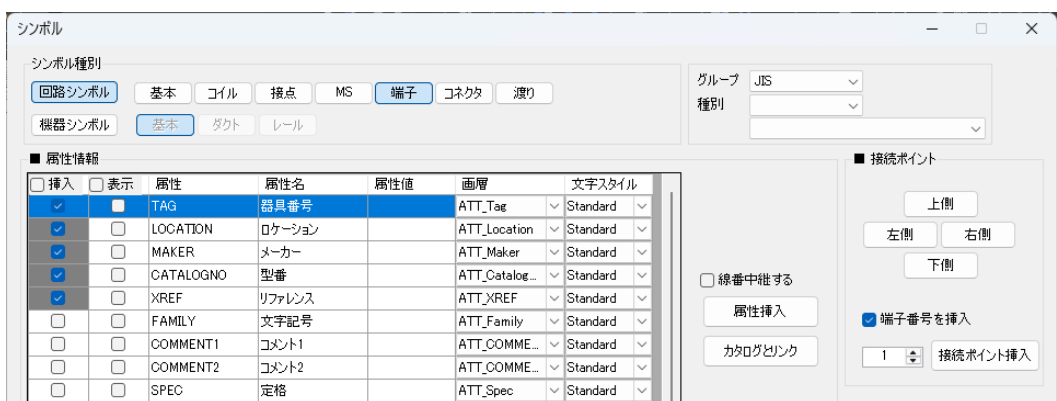 シンボル
シンボル種別
回路シンボル 基本 コイル 接点 MS 端子 コネクタ 渡り
機器シンボル 基本 ダクト レール
グループ JIS
種別
■ 属性情報
挿入 表示 属性 属性名 属性値 画層 文字スタイル
TAG 器具番号 ATT_Tag Standard
LOCATION ロケーション ATT_Location Standard
MAKER メーカー ATT_Maker Standard
CATALOGNO 型番 ATT_Catalog... Standard
XREF リファレンス ATT_XREF Standard
FAMILY 文字記号 ATT_Family Standard
COMMENT1 コメント1 ATT_COMME... Standard
COMMENT2 コメント2 ATT_COMME... Standard
SPEC 定格 ATT_Spec Standard
線番中継する
属性挿入
カタログとリンク
■ 接続ポイント
上側
左側 右側
下側
端子番号を挿入
1 接続ポイント挿入